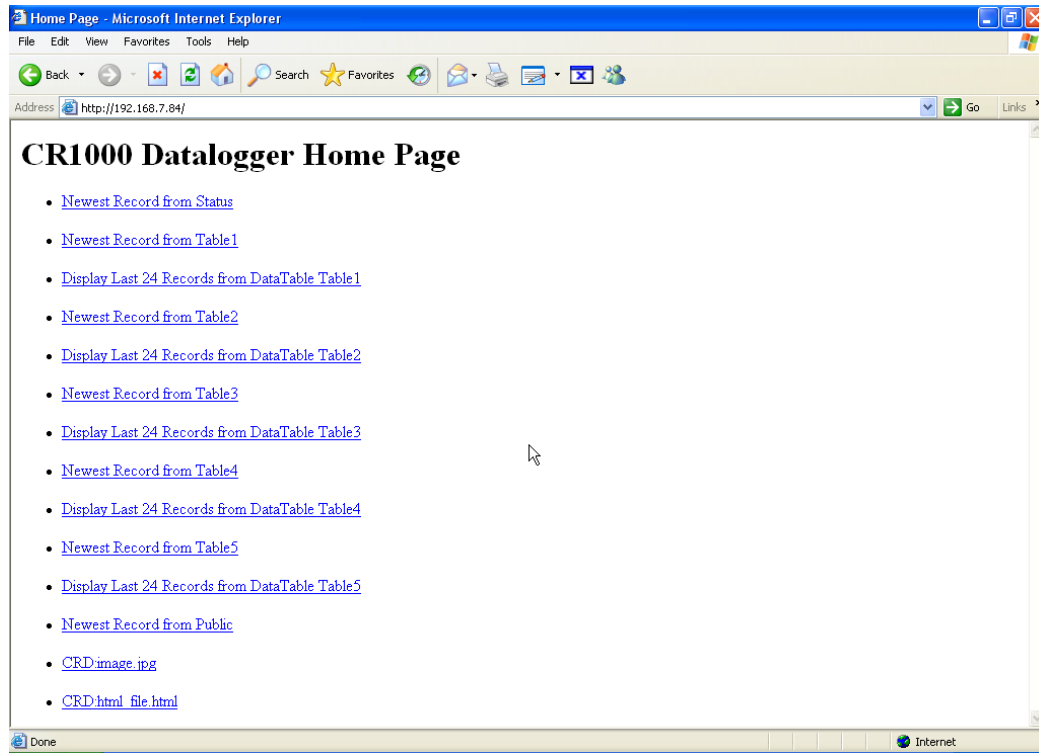 Home Page - Microsoft Internet Explorer
File Edit View Favorites Tools Help
Back Search Favorites
Address http://192.168.7.84/ Go Links
CR1000 Datalogger Home Page
Newest Record from Status
Newest Record from Table1
Display Last 24 Records from DataTable Table1
Newest Record from Table2
Display Last 24 Records from DataTable Table2
Newest Record from Table3
Display Last 24 Records from DataTable Table3
Newest Record from Table4
Display Last 24 Records from DataTable Table4
Newest Record from Table5
Display Last 24 Records from DataTable Table5
Newest Record from Public
CRD:image.jpg
CRD:html_file.html
Done Internet